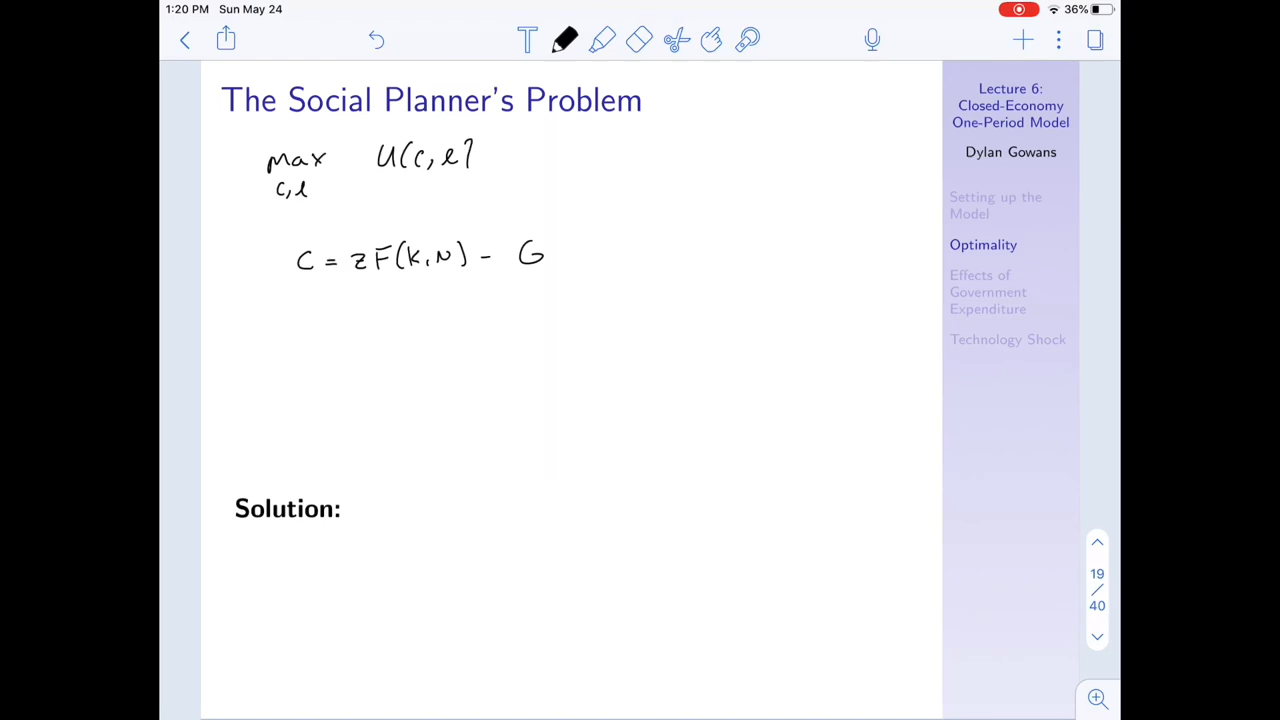 1:20 PM Sun May 24
36%
The Social Planner's Problem
max U(c, l)
c, l
C = zF(K, N) - G
Solution:
Lecture 6:
Closed-Economy
One-Period Model
Dylan Gowans
Setting up the
Model
Optimality
Effects of
Government
Expenditure
Technology Shock
19
/
40